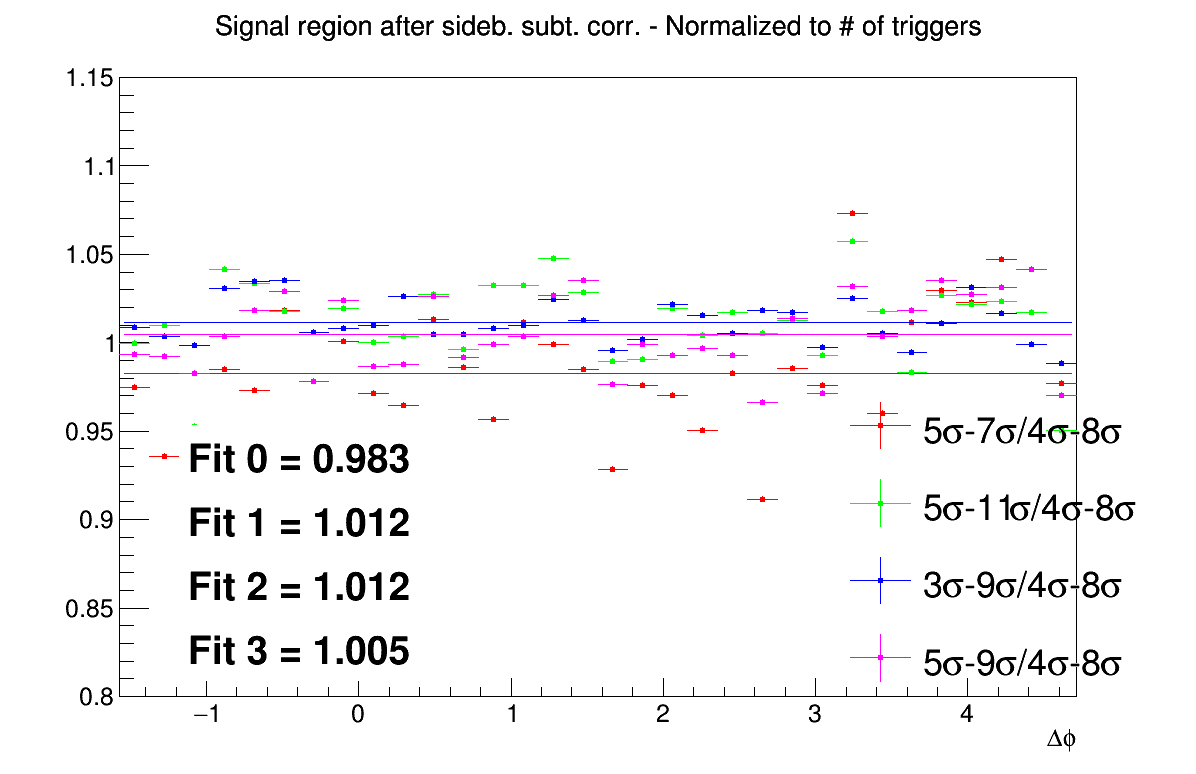 Signal region after sideb. subt. corr. - Normalized to # of triggers
1.15
1.1
1.05
1
0.95
0.9
0.85
0.8
Fit 0 = 0.983
Fit 1 = 1.012
Fit 2 = 1.012
Fit 3 = 1.005
5σ-7σ/4σ-8σ
5σ-11σ/4σ-8σ
3σ-9σ/4σ-8σ
5σ-9σ/4σ-8σ
−1 0 1 2 3 4
Δϕ